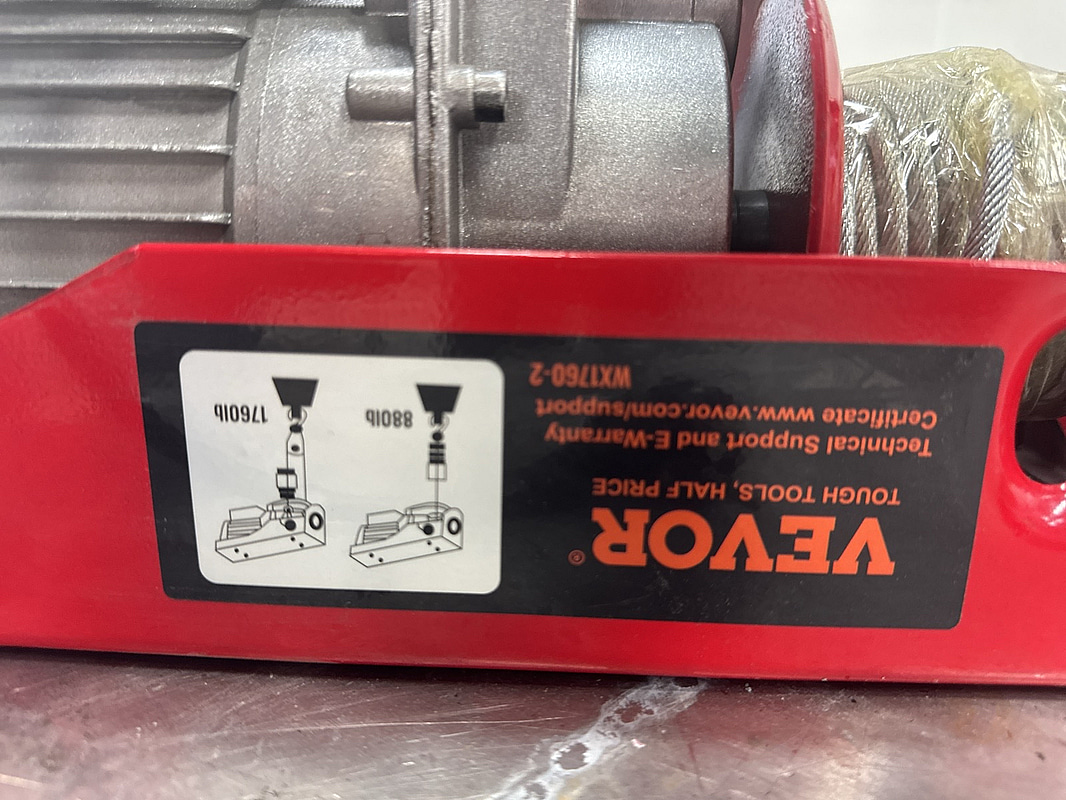 VEVOR®
TOUGH TOOLS, HALF PRICE
Technical Support and E-Warranty
Certificate www.vevor.com/support
WX1760-2
880lb
1760lb